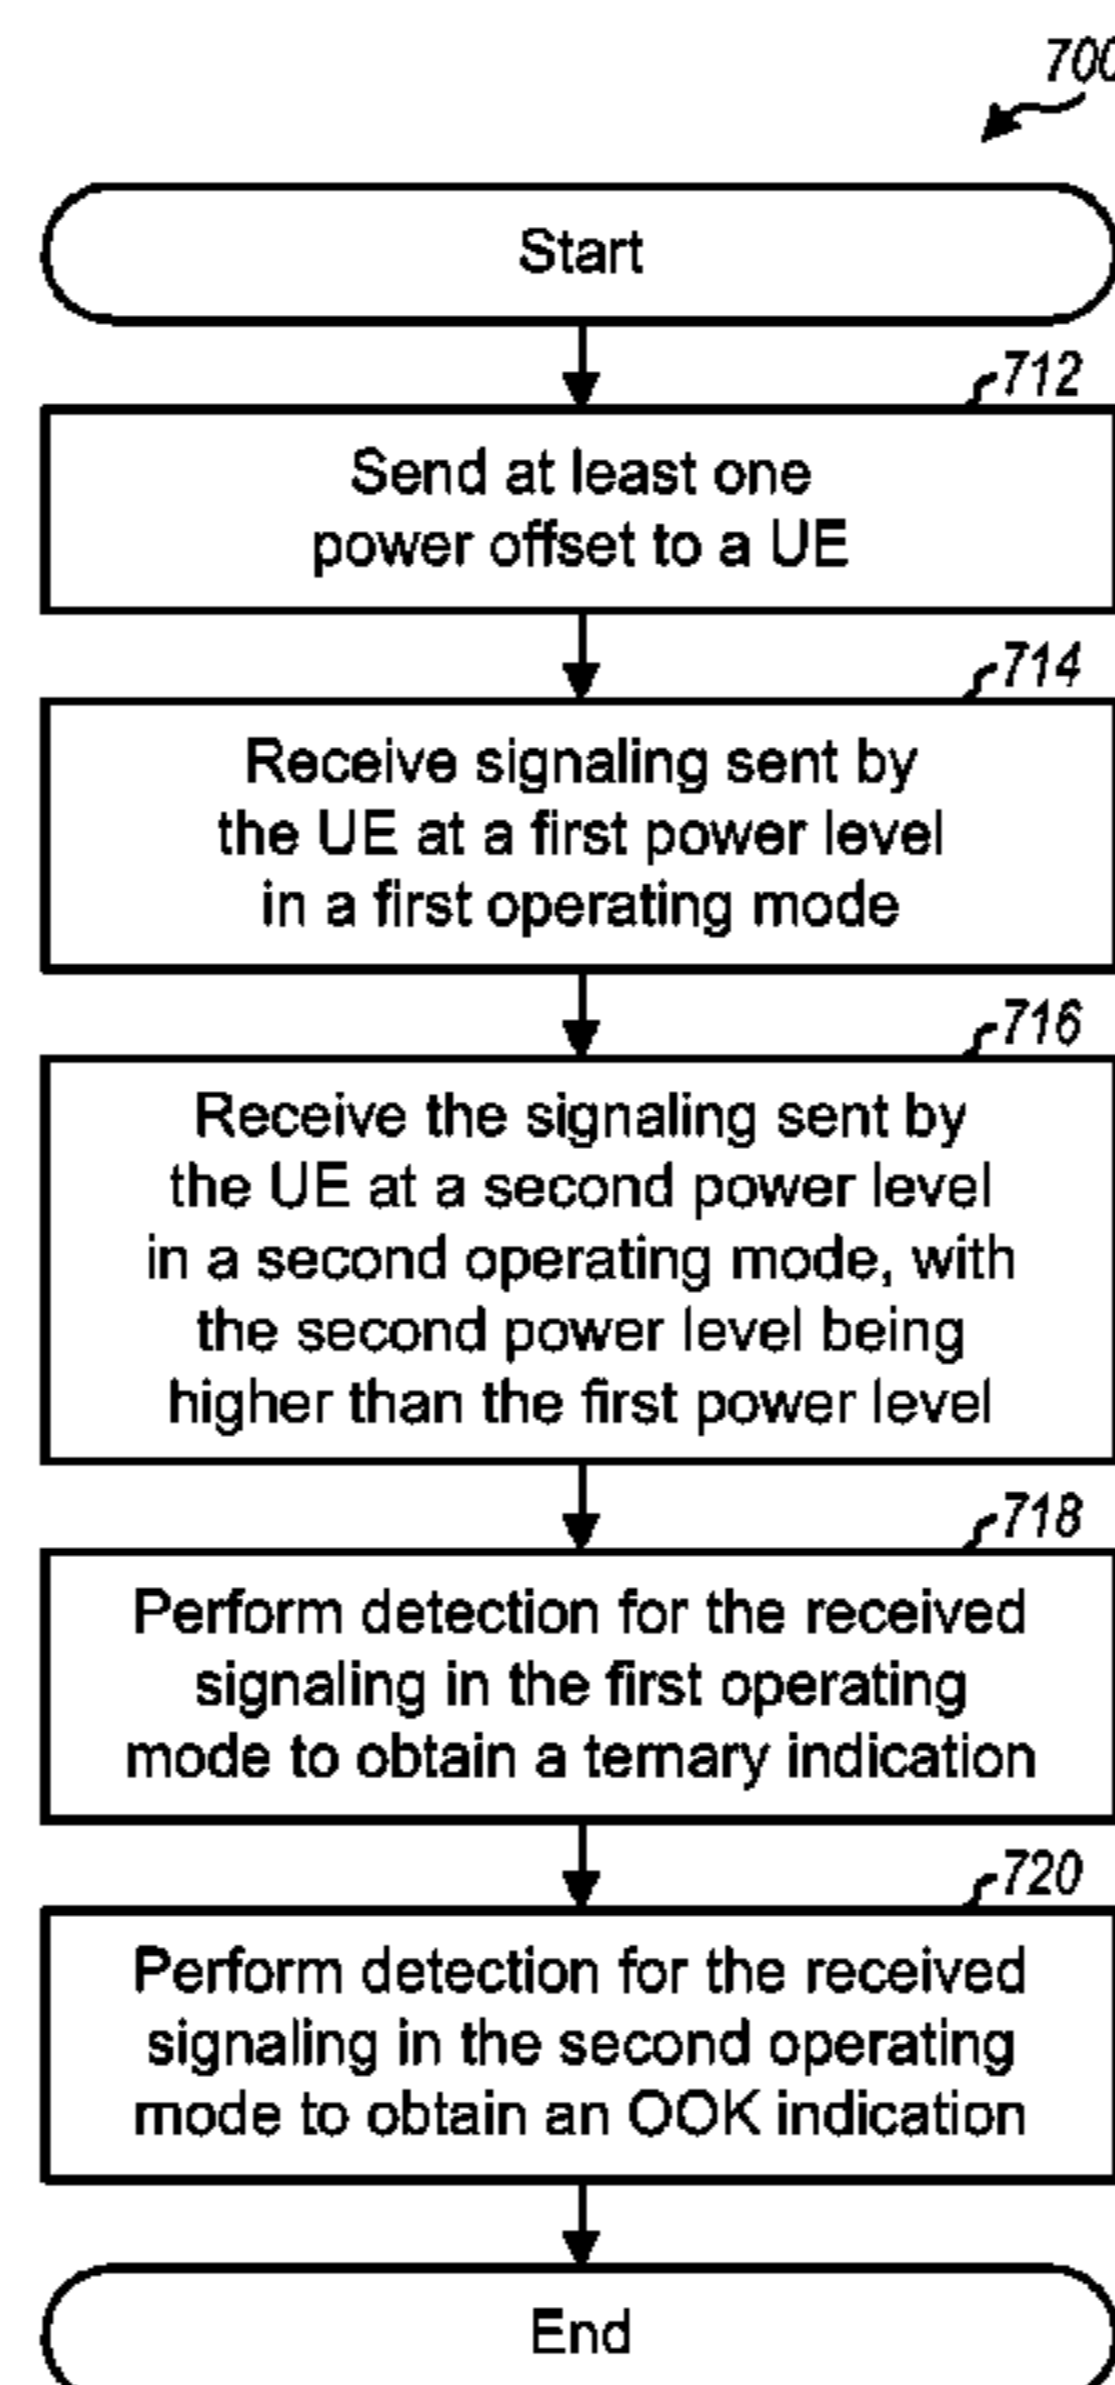 700
Start
712
Send at least one
power offset to a UE
714
Receive signaling sent by
the UE at a first power level
in a first operating mode
716
Receive the signaling sent by
the UE at a second power level
in a second operating mode, with
the second power level being
higher than the first power level
718
Perform detection for the received
signaling in the first operating
mode to obtain a ternary indication
720
Perform detection for the received
signaling in the second operating
mode to obtain an OOK indication
End